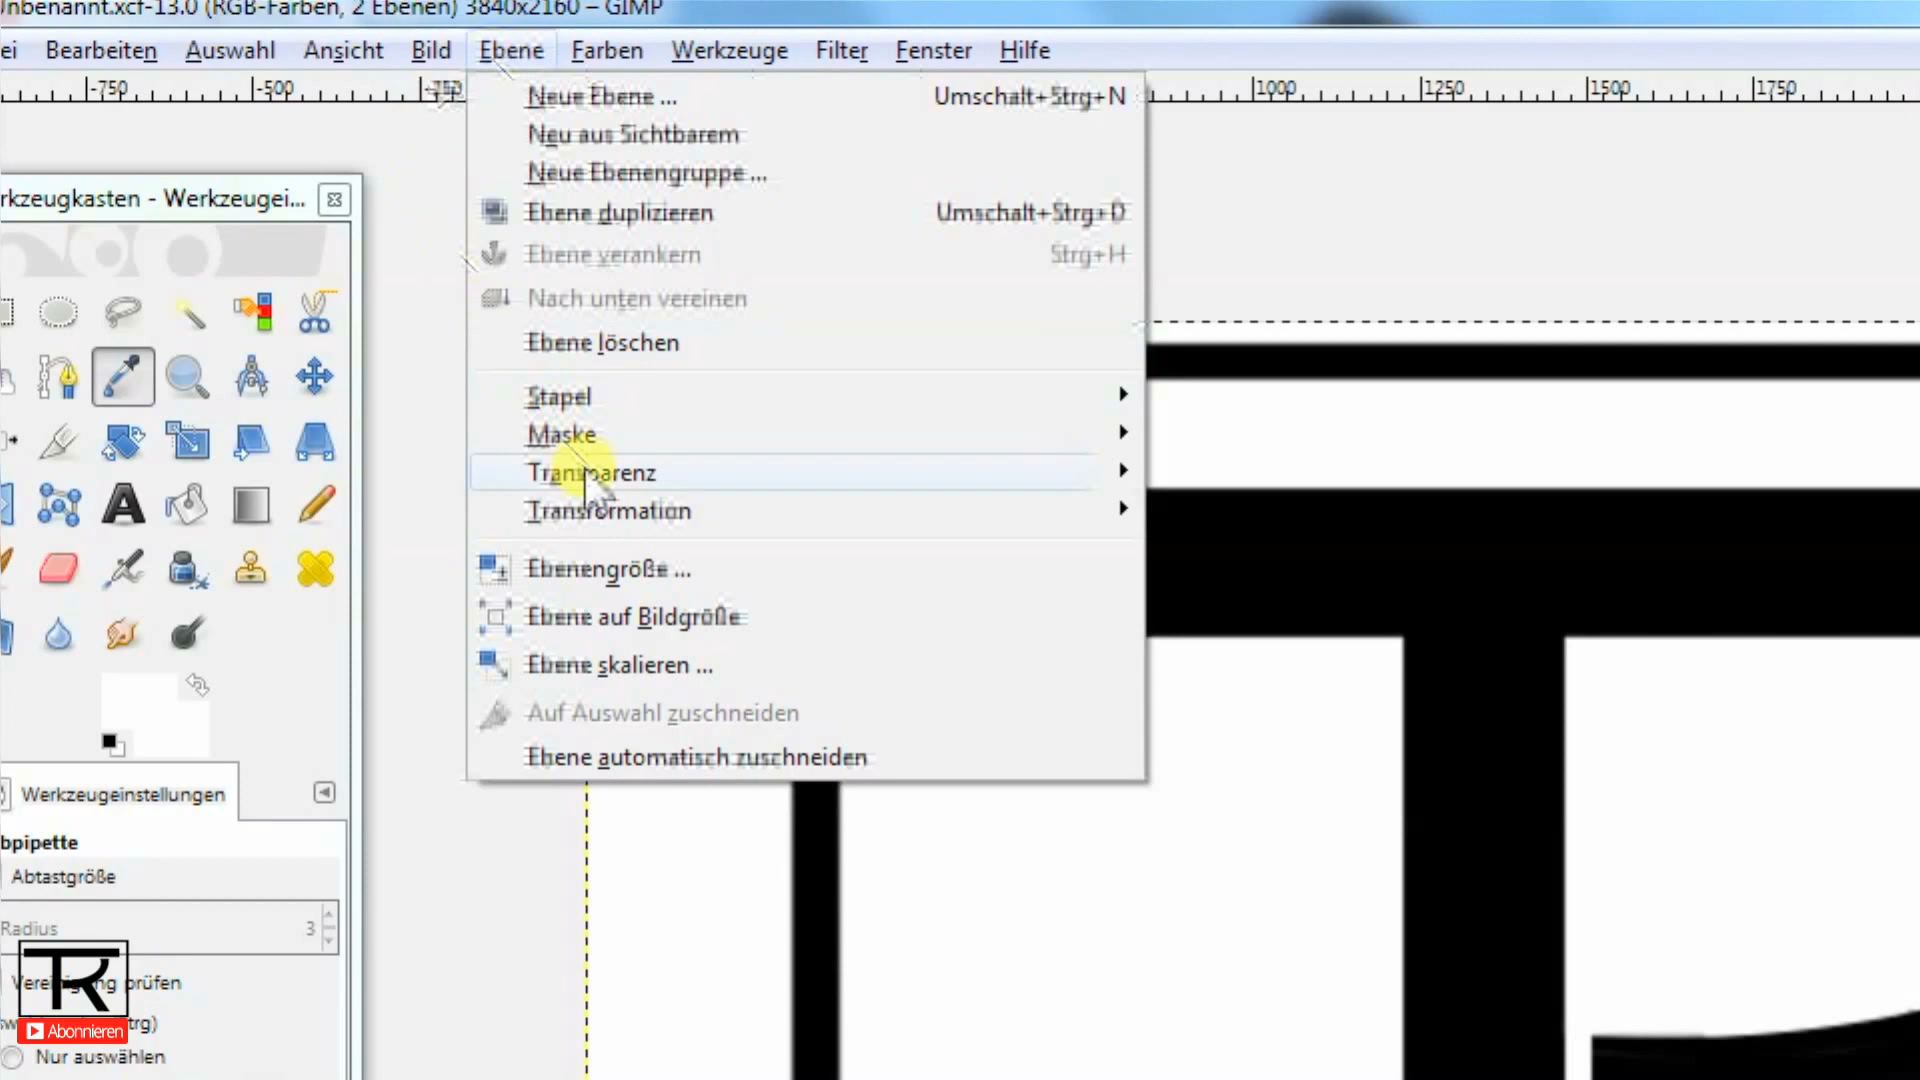 Unbenannt.xcf-13.0 (RGB-Farben, 2 Ebenen) 3840x2160 – GIMP
ei Bearbeiten Auswahl Ansicht Bild Ebene Farben Werkzeuge Filter Fenster Hilfe
-750 -500 1000 1250 1500 1750
Neue Ebene ... Umschalt+Strg+N
Neu aus Sichtbarem
Neue Ebenengruppe ...
Ebene duplizieren Umschalt+Strg+D
Ebene verankern Strg+H
Nach unten vereinen
Ebene löschen
Stapel
Maske
Transparenz
Transformation
Ebenengröße ...
Ebene auf Bildgröße
Ebene skalieren ...
Auf Auswahl zuschneiden
Ebene automatisch zuschneiden
rkzeugkasten - Werkzeugei...
Werkzeugeinstellungen
bpipette
Abtastgröße
Radius 3
prüfen
trg)
Nur auswählen
TR
Abonnieren